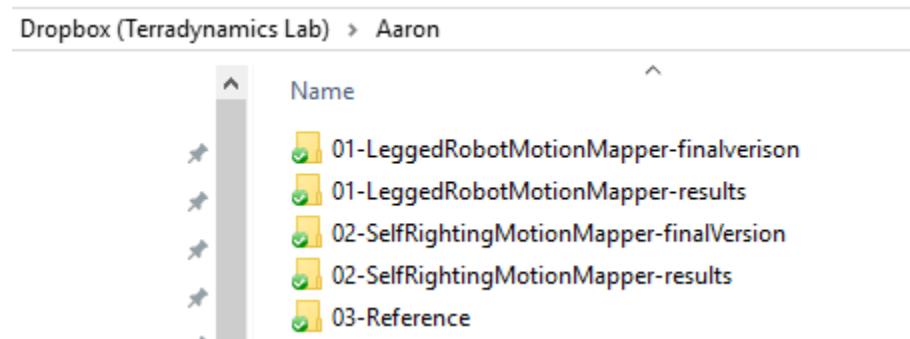 Dropbox (Terradynamics Lab) > Aaron
Name
01-LeggedRobotMotionMapper-finalverison
01-LeggedRobotMotionMapper-results
02-SelfRightingMotionMapper-finalVersion
02-SelfRightingMotionMapper-results
03-Reference